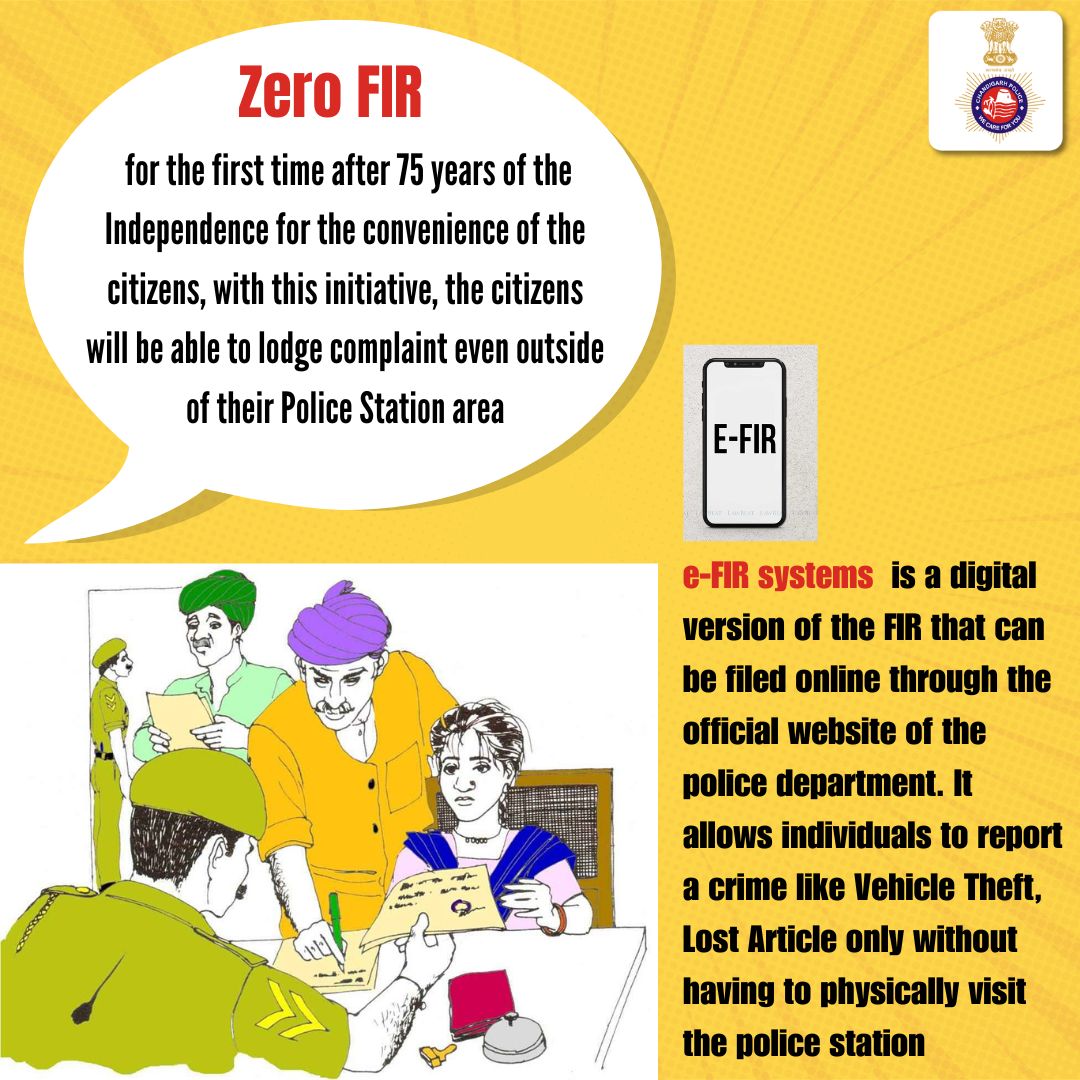 Zero FIR
for the first time after 75 years of the
Independence for the convenience of the
citizens, with this initiative, the citizens
will be able to lodge complaint even outside
of their Police Station area
CHANDIGARH POLICE
WE CARE FOR YOU
E-FIR
e-FIR systems is a digital
version of the FIR that can
be filed online through the
official website of the
police department. It
allows individuals to report
a crime like Vehicle Theft,
Lost Article only without
having to physically visit
the police station